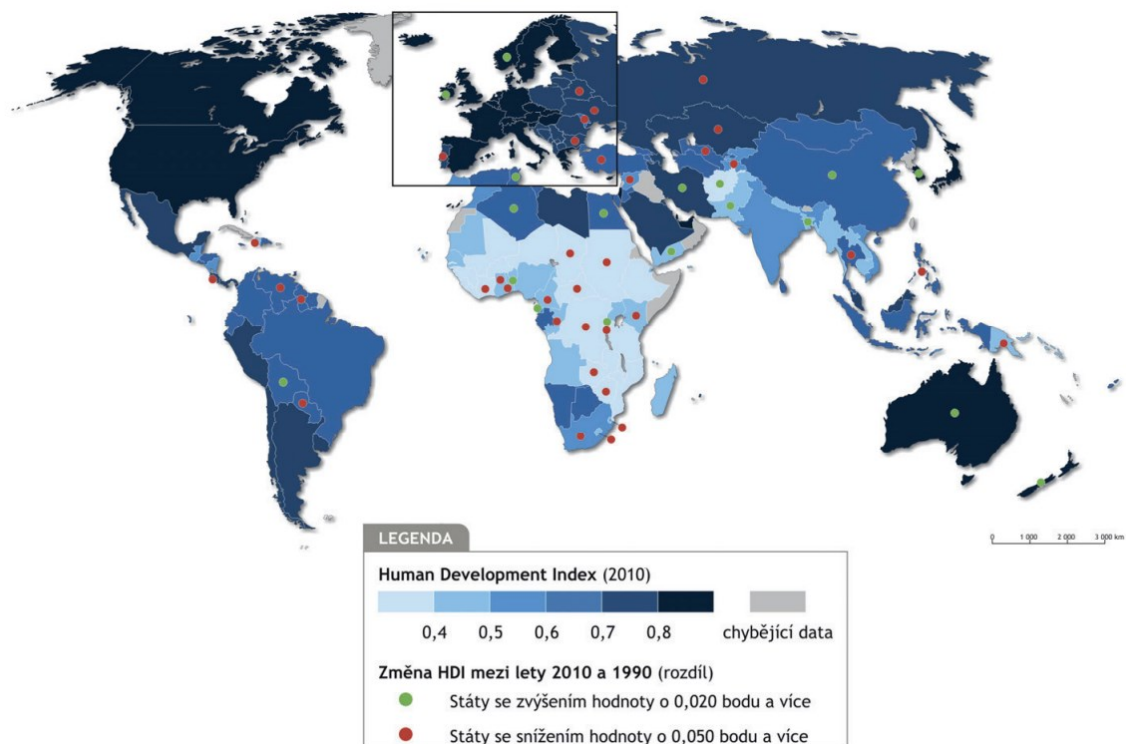 0 1 000 2 000 3 000 km
LEGENDA
Human Development Index (2010)
0,4 0,5 0,6 0,7 0,8 chybějící data
Změna HDI mezi lety 2010 a 1990 (rozdíl)
Státy se zvýšením hodnoty o 0,020 bodu a více
Státy se snížením hodnoty o 0,050 bodu a více